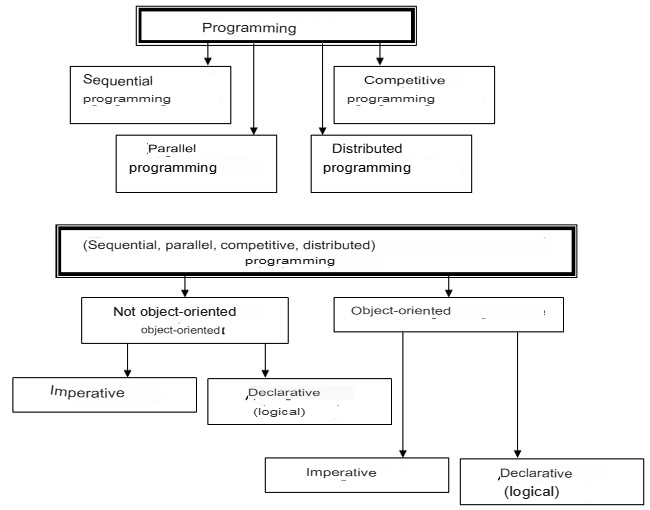 Programming
Sequential
programming
Competitive
programming
Parallel
programming
Distributed
programming
(Sequential, parallel, competitive, distributed)
programming
Not object-oriented
object-oriented
Object-oriented
Imperative
Declarative
(logical)
Imperative
Declarative
(logical)